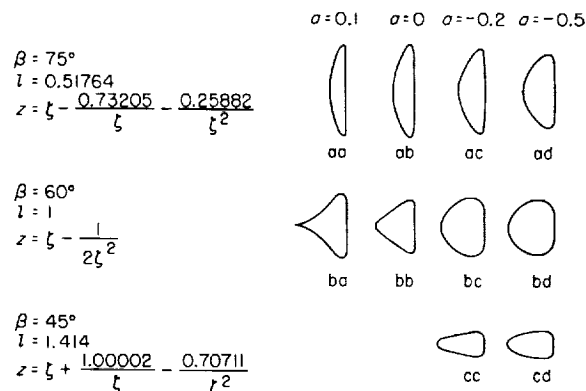 a=0.1 a=0 a=-0.2 a=-0.5
β = 75°
l = 0.51764
z = ζ - 0.73205/ζ - 0.25882/ζ²
aa ab ac ad
β = 60°
l = 1
z = ζ - 1/2ζ²
ba bb bc bd
β = 45°
l = 1.414
z = ζ + 1.00002/ζ - 0.70711/ζ²
cc cd